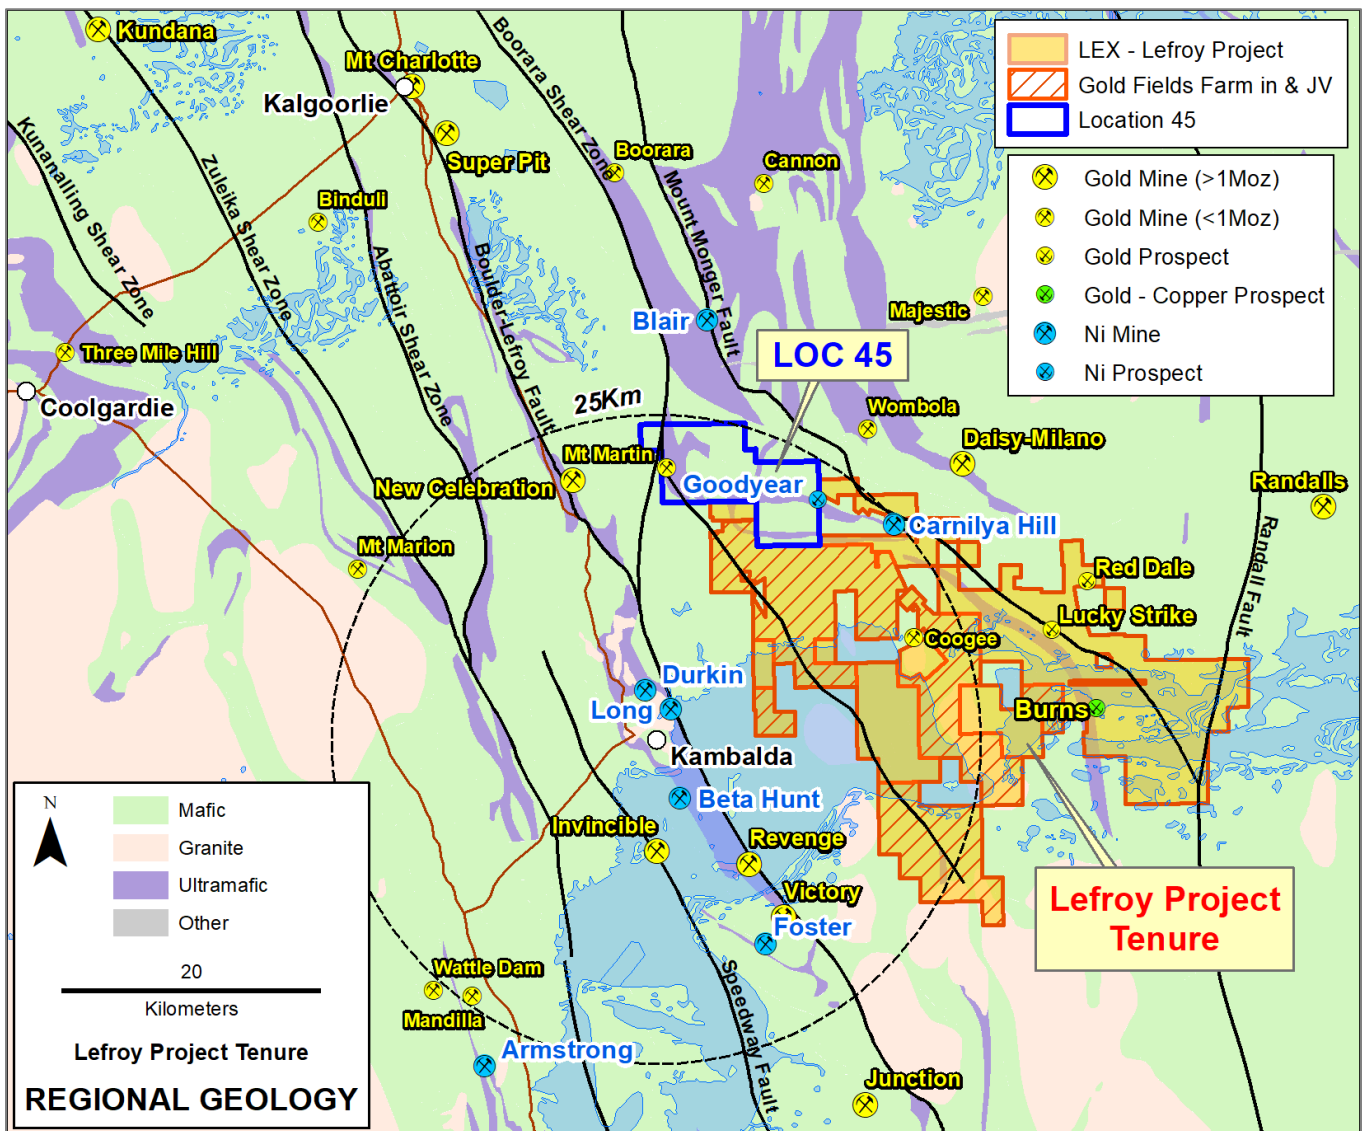 Kundana
Mt Charlotte
Kalgoorlie
Super Pit
Boorara Shear Zone
Boorara
Cannon
Mount Monger Fault
Kunanalling Shear Zone
Zuleika Shear Zone
Binduli
Abattoir Shear Zone
Boulder-Lefroy Fault
Blair
Majestic
LEX - Lefroy Project
Gold Fields Farm in & JV
Location 45
Gold Mine (>1Moz)
Gold Mine (<1Moz)
Gold Prospect
Gold - Copper Prospect
Ni Mine
Ni Prospect
Three Mile Hill
Coolgardie
LOC 45
25Km
Wombola
Daisy-Milano
Mt Martin
New Celebration
Goodyear
Carnilya Hill
Randalls
Randall Fault
Mt Marion
Red Dale
Lucky Strike
Coogee
Durkin
Long
Burns
Kambalda
Beta Hunt
Invincible
Revenge
Victory
Foster
Lefroy Project
Tenure
Speedway Fault
Wattle Dam
Mandilla
Armstrong
Junction
N
Mafic
Granite
Ultramafic
Other
20
Kilometers
Lefroy Project Tenure
REGIONAL GEOLOGY